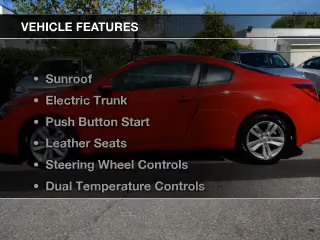 VEHICLE FEATURES
• Sunroof
• Electric Trunk
• Push Button Start
• Leather Seats
• Steering Wheel Controls
• Dual Temperature Controls